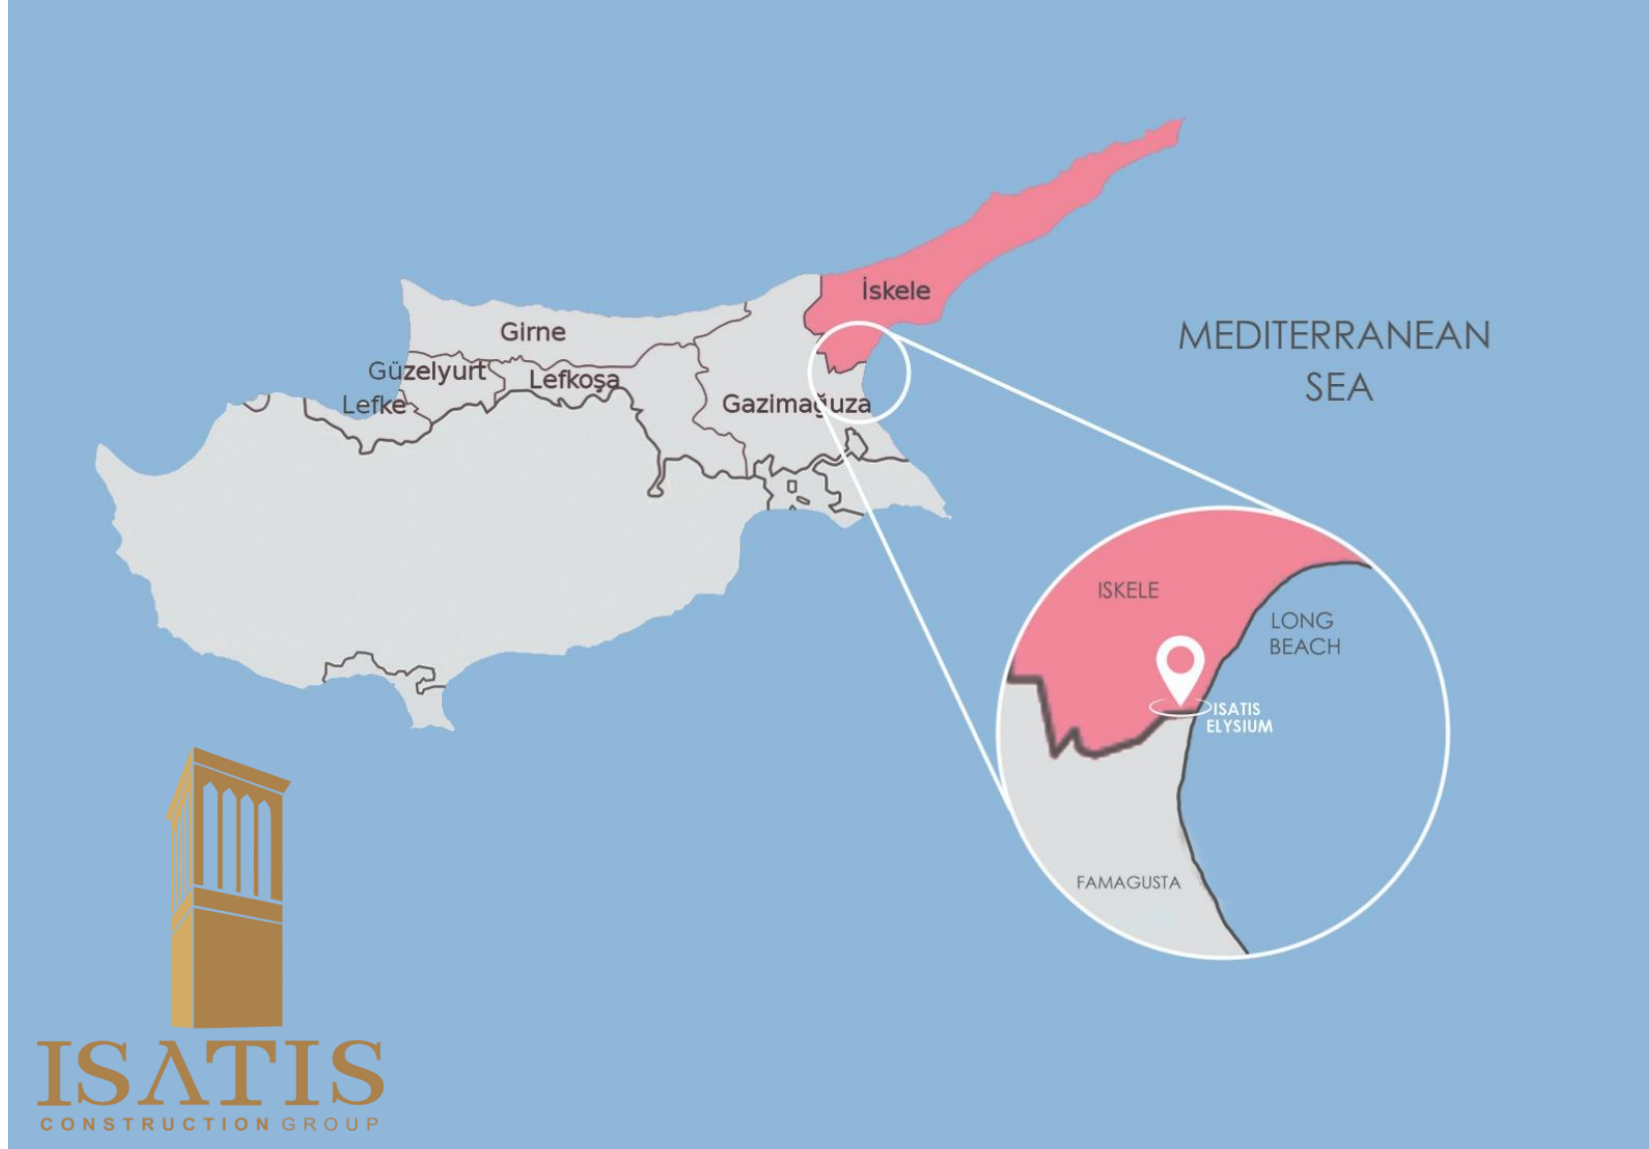 İskele
Girne
Güzelyurt
Lefkoşa
Lefke
Gazimağuza
MEDITERRANEAN
SEA
ISKELE
LONG
BEACH
ISATIS
ELYSIUM
FAMAGUSTA
ISATIS
CONSTRUCTION GROUP